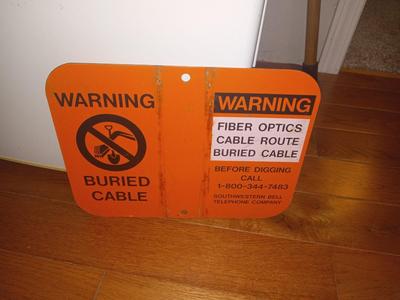 WARNING
BURIED
CABLE
WARNING
FIBER OPTICS
CABLE ROUTE
BURIED CABLE
BEFORE DIGGING
CALL
1-800-344-7483
SOUTHWESTERN BELL
TELEPHONE COMPANY